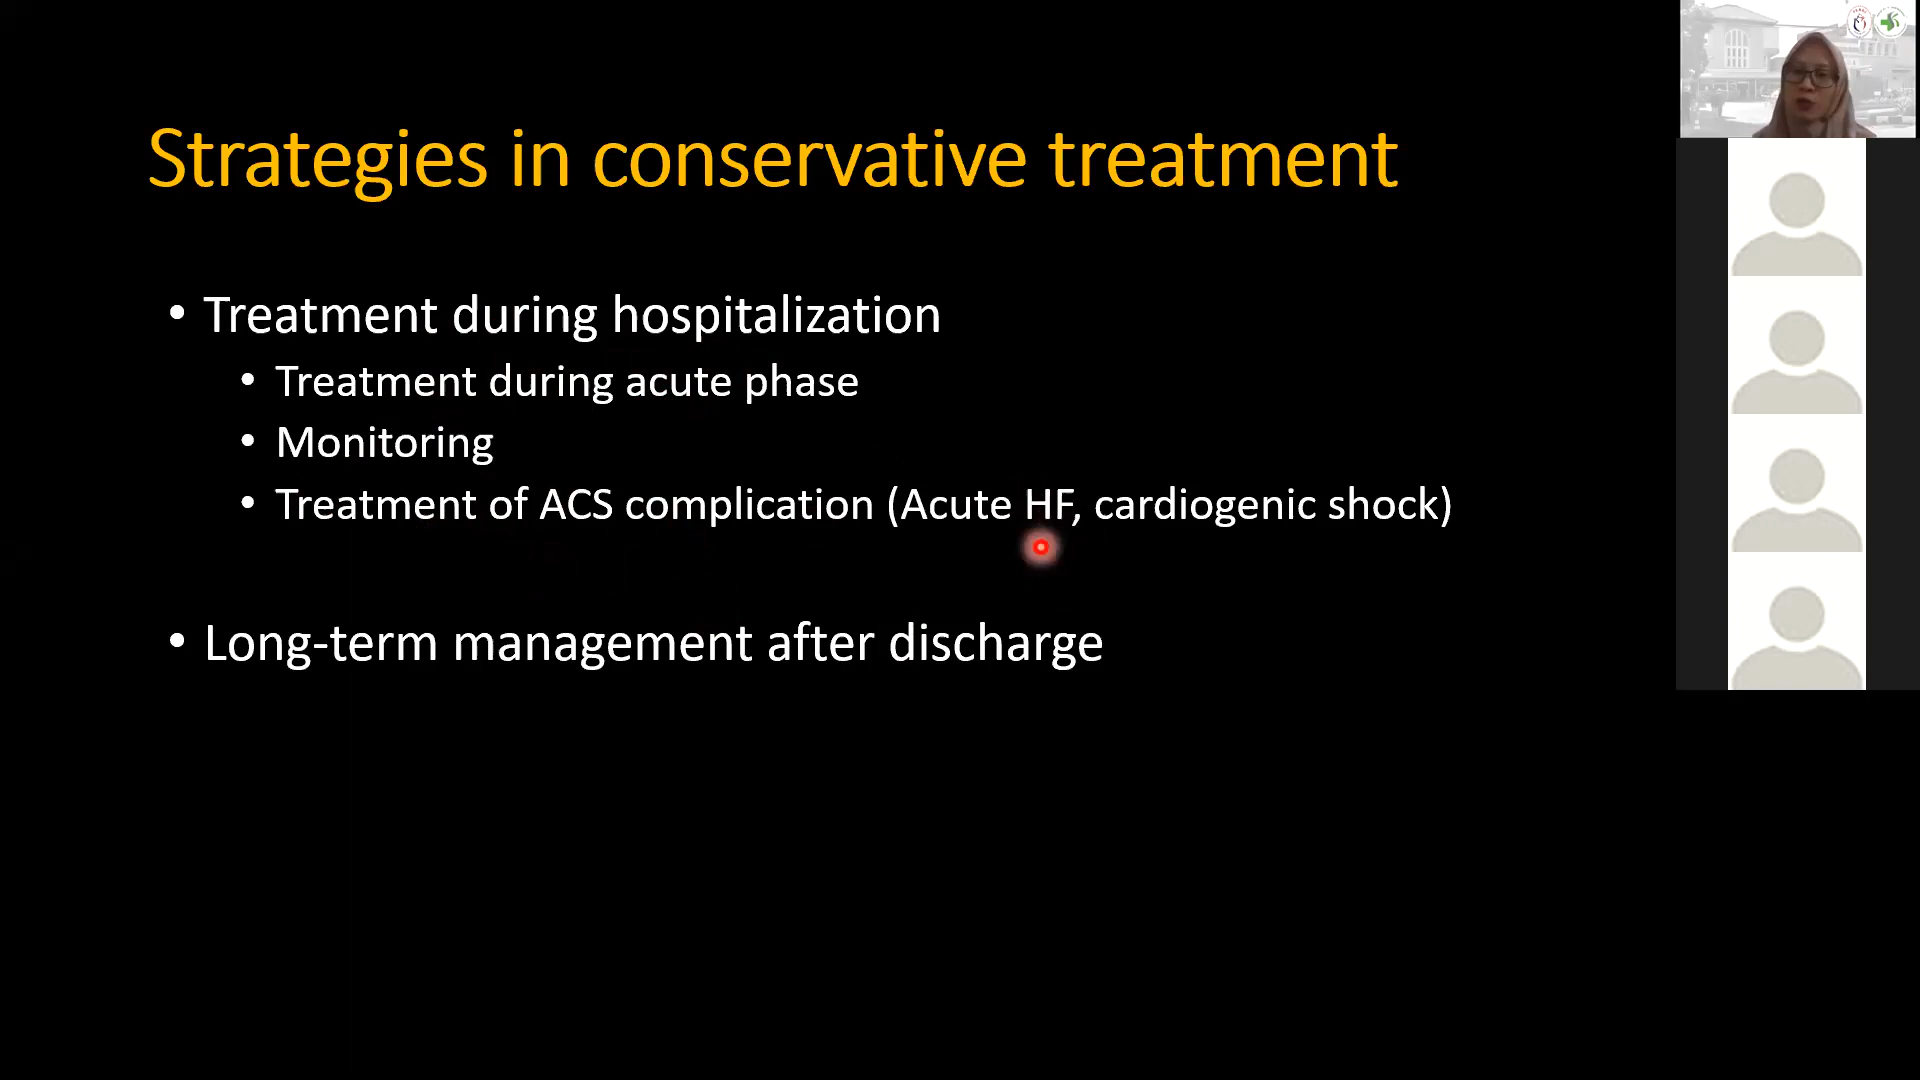 Strategies in conservative treatment
• Treatment during hospitalization
• Treatment during acute phase
• Monitoring
• Treatment of ACS complication (Acute HF, cardiogenic shock)
• Long-term management after discharge